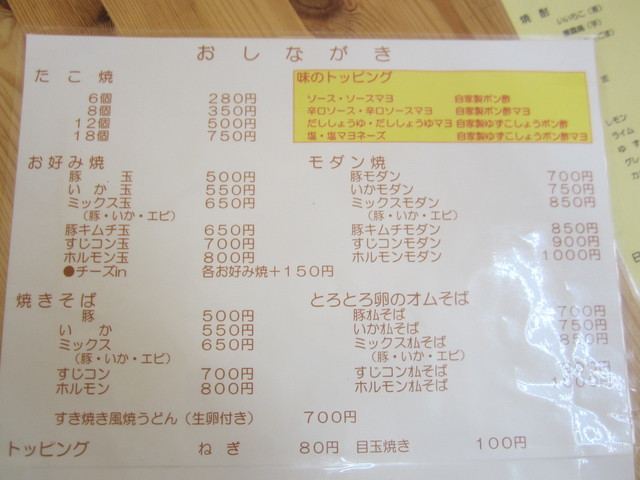 おしながき
たこ焼
6個 280円
8個 350円
12個 500円
18個 750円
味のトッピング
ソース・ソースマヨ 自家製ポン酢
辛口ソース・辛口ソースマヨ 自家製ポン酢マヨ
だししょうゆ・だししょうゆマヨ 自家製ゆずこしょうポン酢
塩・塩マヨネーズ 自家製ゆずこしょうポン酢マヨ
お好み焼
豚玉 500円
いか玉 550円
ミックス玉 650円
（豚・いか・エビ）
豚キムチ玉 650円
すじコン玉 700円
ホルモン玉 800円
●チーズin 各お好み焼＋150円
モダン焼
豚モダン 700円
いかモダン 750円
ミックスモダン 850円
（豚・いか・エビ）
豚キムチモダン 850円
すじコンモダン 900円
ホルモンモダン 1000円
焼きそば
豚 500円
いか 550円
ミックス 650円
（豚・いか・エビ）
すじコン 700円
ホルモン 800円
とろとろ卵のオムそば
豚オムそば 700円
いかオムそば 750円
ミックスオムそば 850円
（豚・いか・エビ）
すじコンオムそば
ホルモンオムそば 1000円
すき焼き風焼うどん（生卵付き） 700円
トッピング ねぎ 80円 目玉焼き 100円
焼酎
いいちこ（麦）
レモン
ライム
ゆず